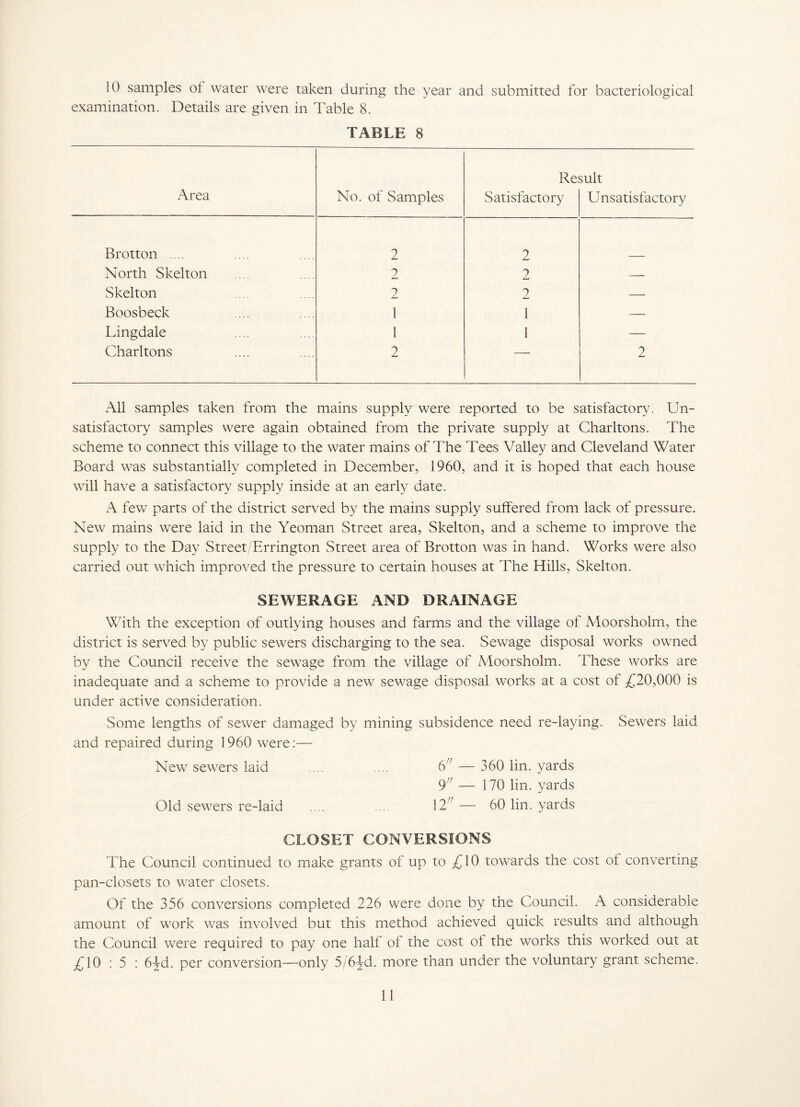 10 samples of water were taken during the year and submitted for bacteriological
examination. Details are given in Table 8.
TABLE 8
Area No. of Samples Result
Satisfactory Unsatisfactory
Brotton .... .... .... 2 2 —
North Skelton .... .... 2 2 —
Skelton .... .... 2 2 —
Boosbeck .... .... 1 1 —
Lingdale .... .... 1 1 —
Charltons .... .... 2 — 2
All samples taken from the mains supply were reported to be satisfactory. Un-
satisfactory samples were again obtained from the private supply at Charltons. The
scheme to connect this village to the water mains of The Tees Valley and Cleveland Water
Board was substantially completed in December, 1960, and it is hoped that each house
will have a satisfactory supply inside at an early date.
A few parts of the district served by the mains supply suffered from lack of pressure.
New mains were laid in the Yeoman Street area, Skelton, and a scheme to improve the
supply to the Day Street/Errington Street area of Brotton was in hand. Works were also
carried out which improved the pressure to certain houses at The Hills, Skelton.
SEWERAGE AND DRAINAGE
With the exception of outlying houses and farms and the village of Moorsholm, the
district is served by public sewers discharging to the sea. Sewage disposal works owned
by the Council receive the sewage from the village of Moorsholm. These works are
inadequate and a scheme to provide a new sewage disposal works at a cost of £20,000 is
under active consideration.
Some lengths of sewer damaged by mining subsidence need re-laying. Sewers laid
and repaired during 1960 were:—
New sewers laid .... .... 6″ — 360 lin. yards
9″ — 170 lin. yards
Old sewers re-laid .... .... 12″ — 60 lin. yards
CLOSET CONVERSIONS
The Council continued to make grants of up to £10 towards the cost of converting
pan-closets to water closets.
Of the 356 conversions completed 226 were done by the Council. A considerable
amount of work was involved but this method achieved quick results and although
the Council were required to pay one half of the cost of the works this worked out at
£10 : 5 : 6½d. per conversion—only 5/6½d. more than under the voluntary grant scheme.
11